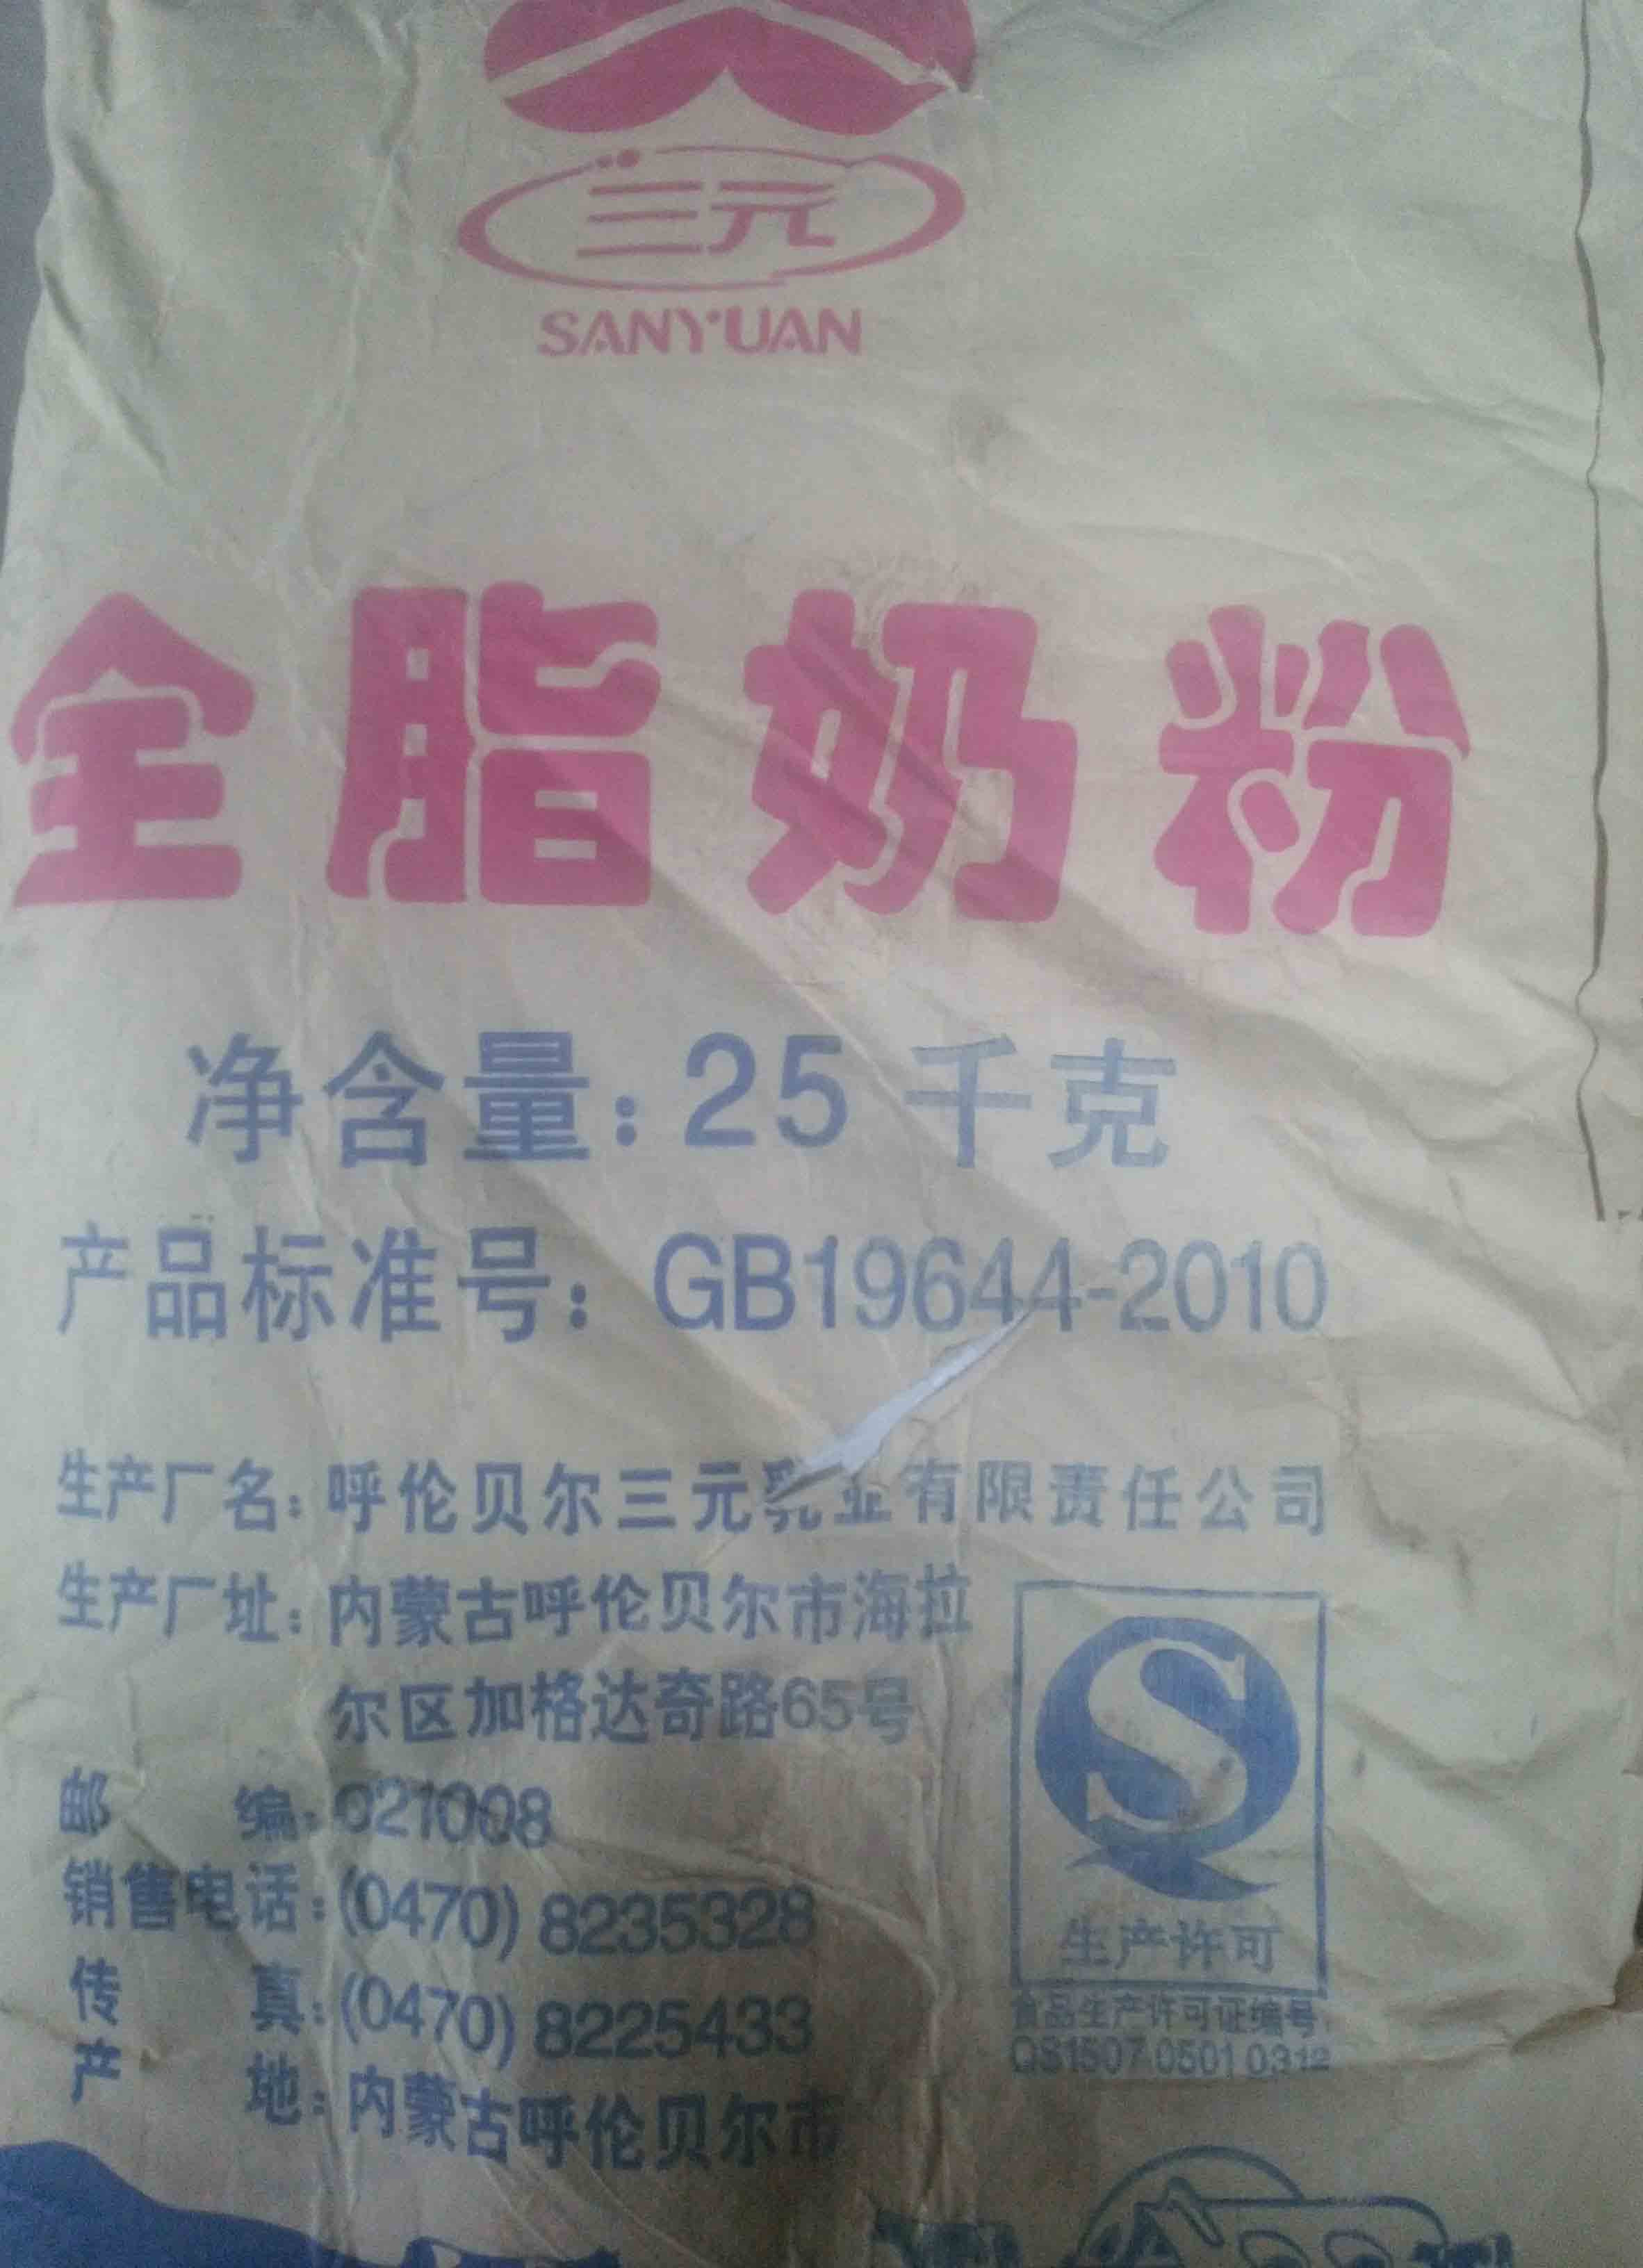 三元
SANYUAN
全脂奶粉
净含量：25千克
产品标准号：GB19644-2010
生产厂名：呼伦贝尔三元乳业有限责任公司
生产厂址：内蒙古呼伦贝尔市海拉
尔区加格达奇路65号
邮编：021008
销售电话：(0470) 8235328
传真：(0470) 8225433
产地：内蒙古呼伦贝尔市
生产许可
食品生产许可证编号：
QS1507 0501 0312